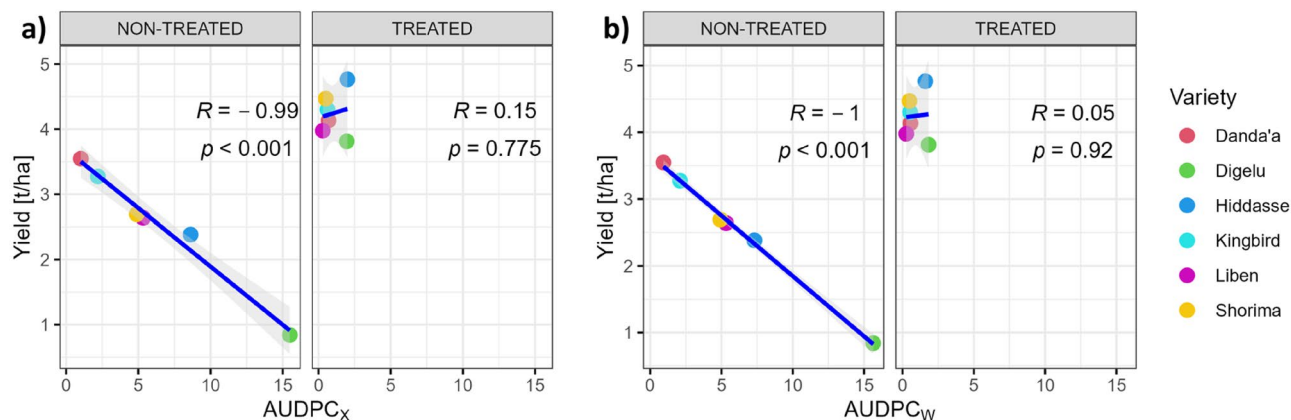 a)
NON-TREATED
TREATED
Yield [t/ha]
5
4
3
2
1
R = − 0.99
p < 0.001
R = 0.15
p = 0.775
0 5 10 15
0 5 10 15
AUDPCX
b)
NON-TREATED
TREATED
Yield [t/ha]
5
4
3
2
1
R = − 1
p < 0.001
R = 0.05
p = 0.92
0 5 10 15
0 5 10 15
AUDPCW
Variety
Danda'a
Digelu
Hiddasse
Kingbird
Liben
Shorima